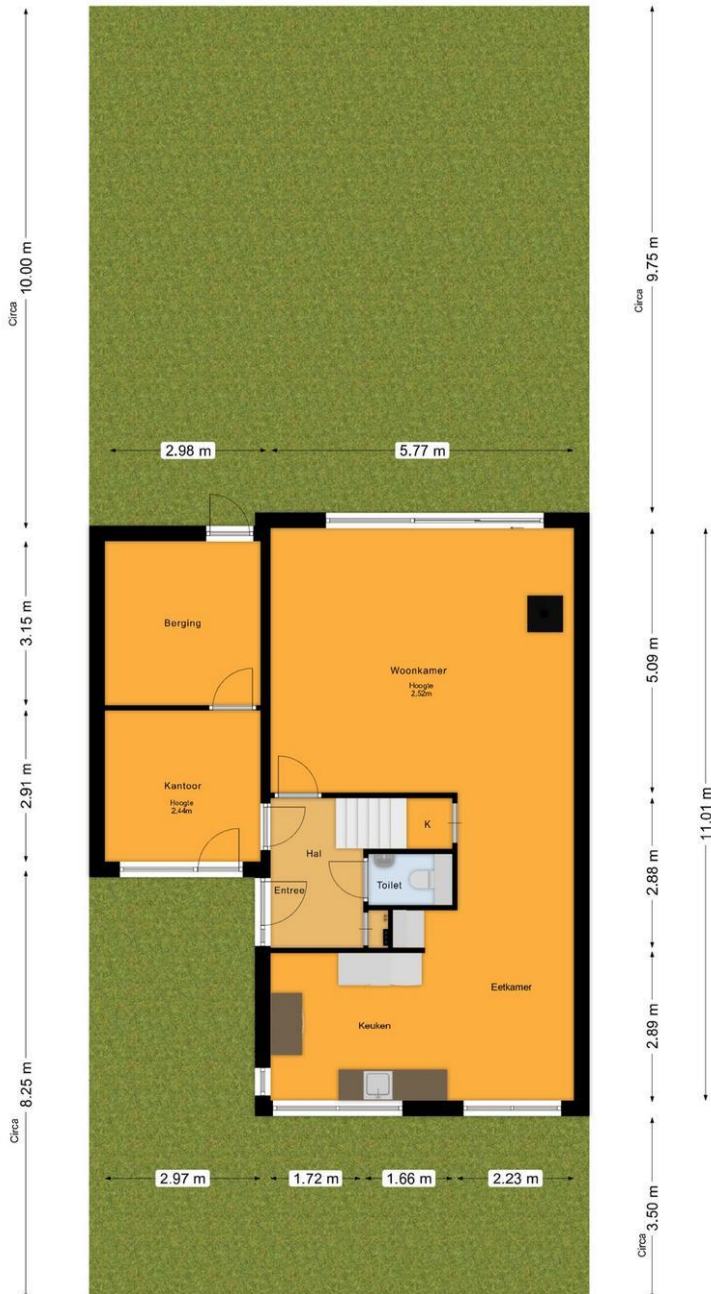 Circa 10.00 m
Circa 9.75 m
2.98 m
5.77 m
3.15 m
Berging
Woonkamer
Hoogte
2,52m
5.09 m
2.91 m
Kantoor
Hoogte
2,44m
11.01 m
K
Hal
2.88 m
Entree
Toilet
Eetkamer
Keuken
2.89 m
Circa 8.25 m
2.97 m
1.72 m
1.66 m
2.23 m
Circa 3.50 m